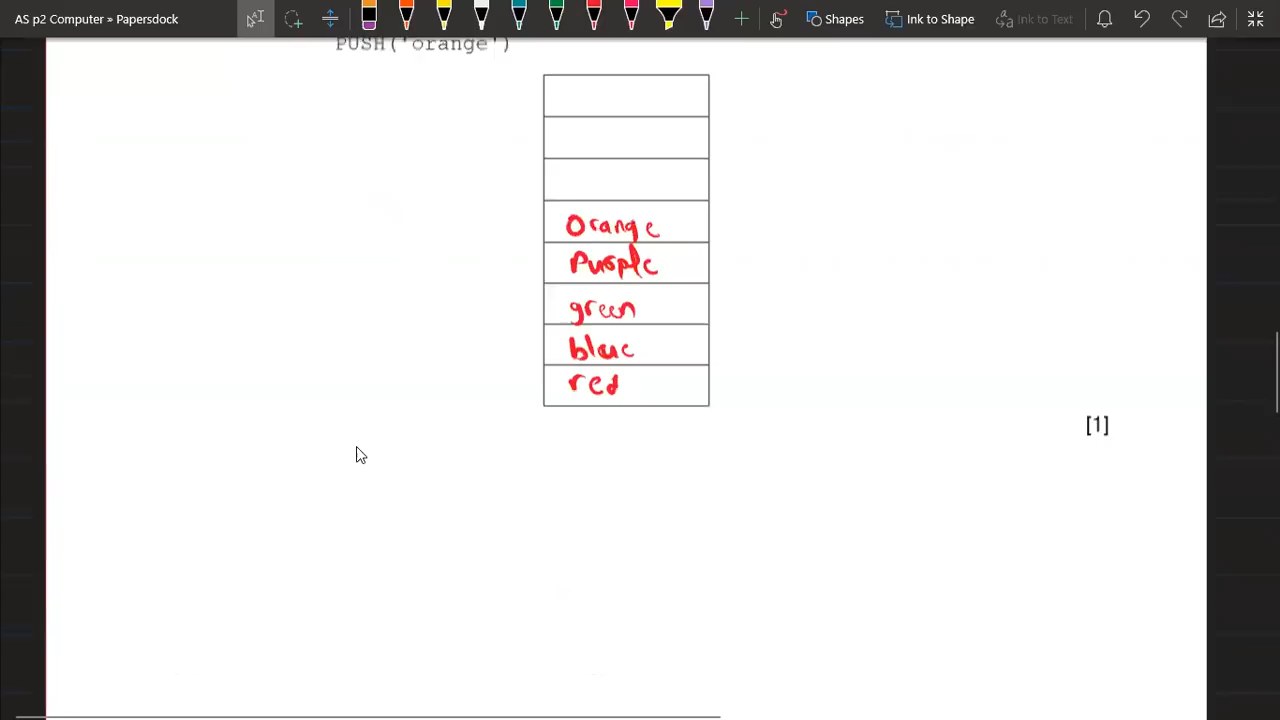 AS p2 Computer » Papersdock
Shapes
Ink to Shape
Ink to Text
PUSH('orange')
Orange
Purple
green
blue
red
[1]